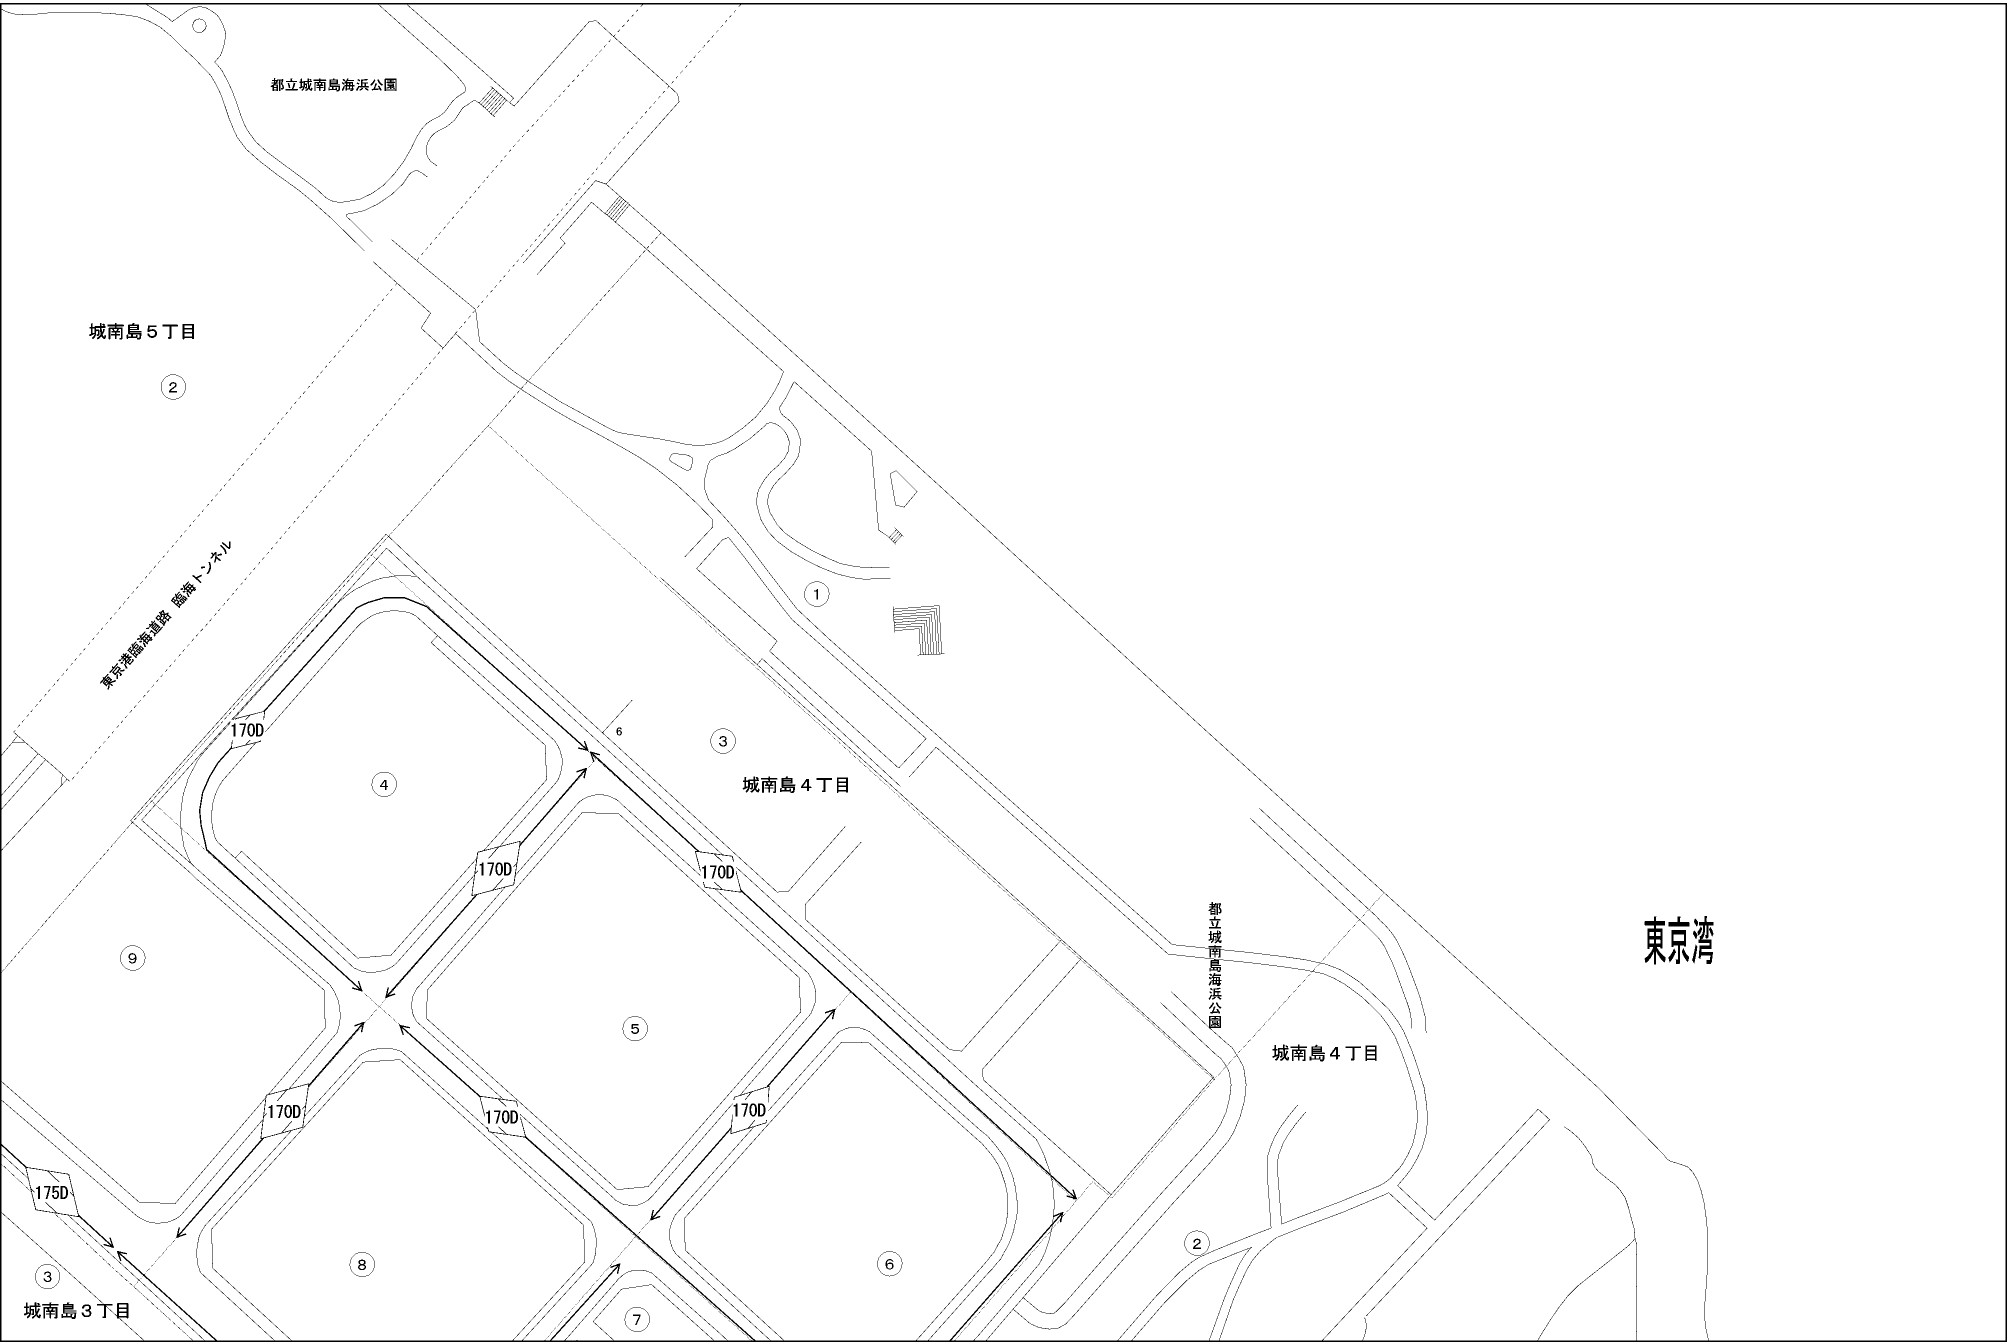 都立城南島海浜公園
城南島５丁目
②
東京港臨海道路 臨海トンネル
①
170D
6
③
④
城南島４丁目
170D
170D
都立城南島海浜公園
東京湾
⑨
⑤
城南島４丁目
170D
170D
170D
175D
②
③
⑧
⑥
城南島３丁目
⑦